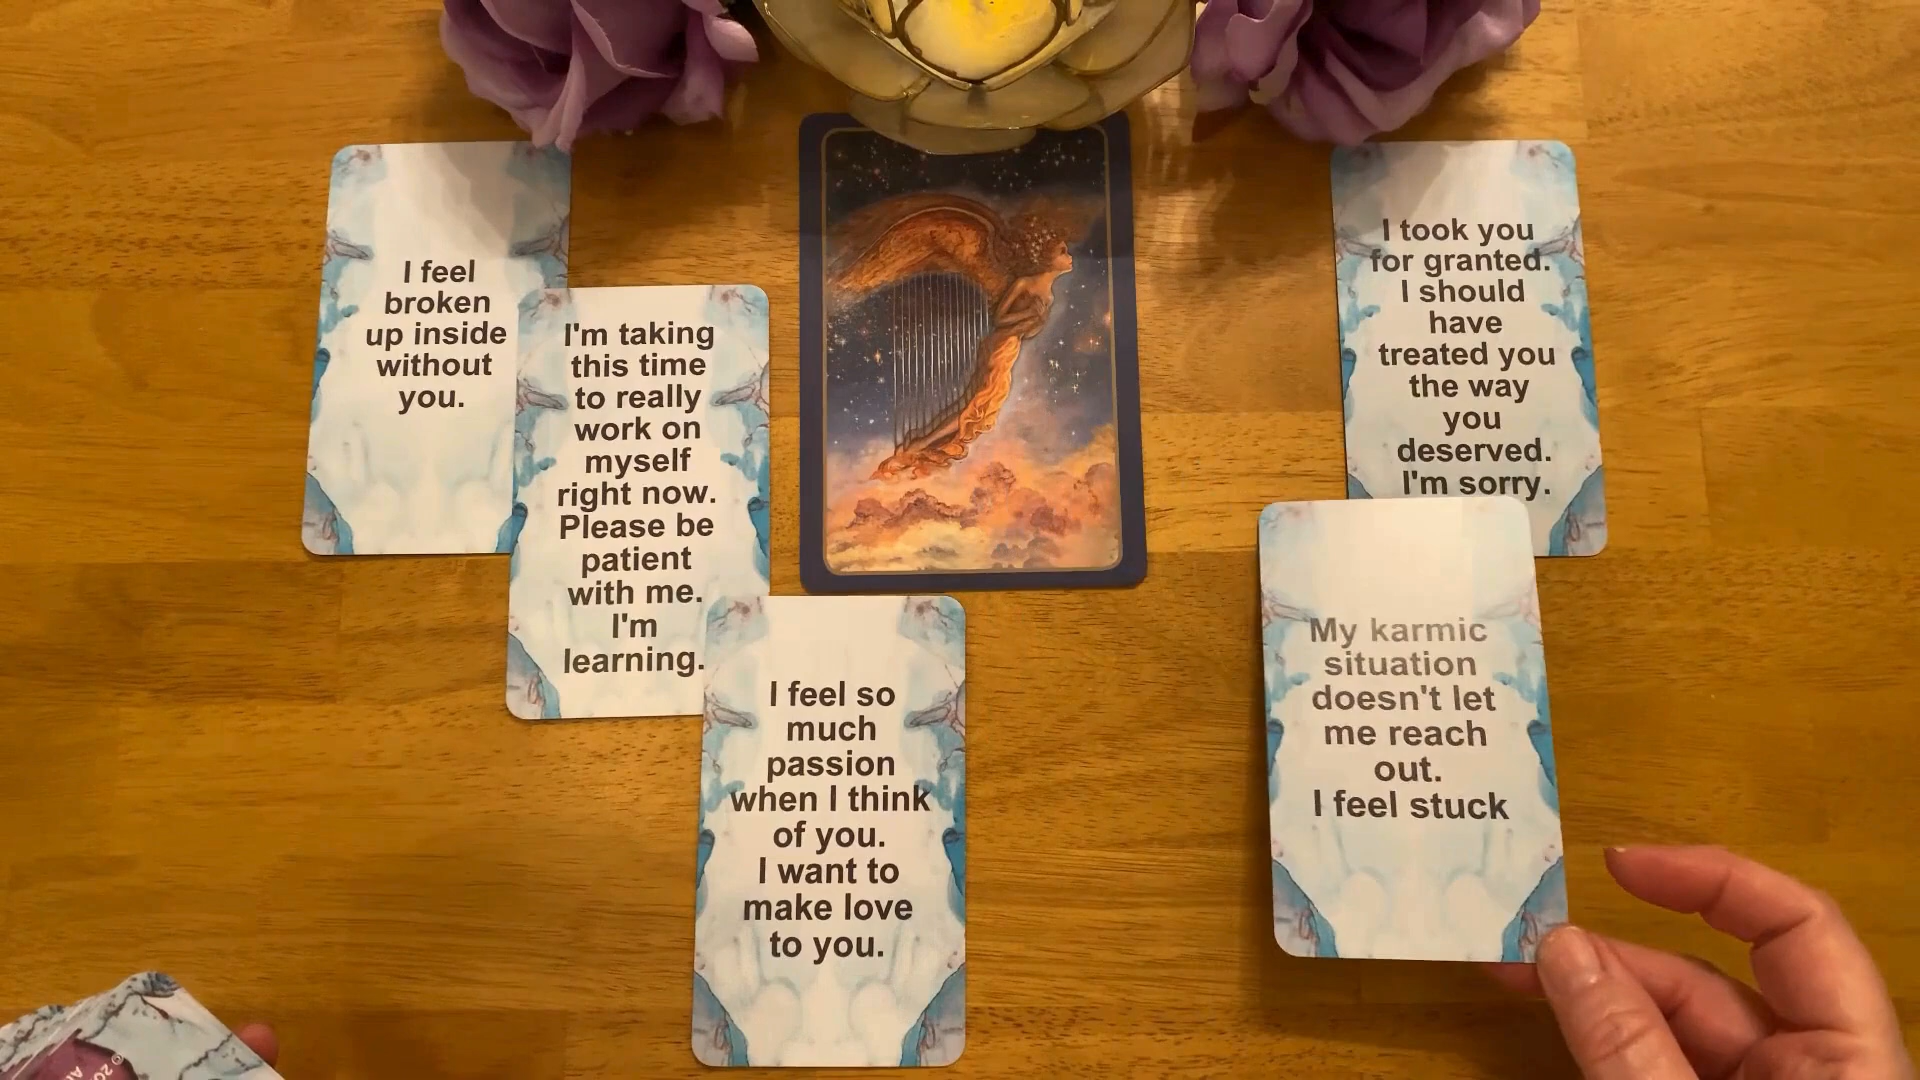 I feel
broken
up inside
without
you.
I'm taking
this time
to really
work on
myself
right now.
Please be
patient
with me.
I'm
learning.
I feel so
much
passion
when I think
of you.
I want to
make love
to you.
I took you
for granted.
I should
have
treated you
the way
you
deserved.
I'm sorry.
My karmic
situation
doesn't let
me reach
out.
I feel stuck